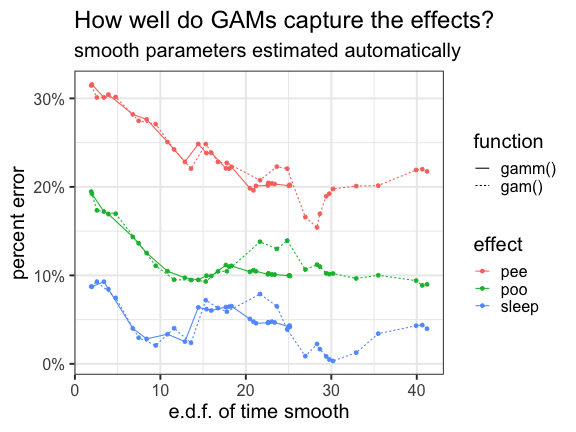 How well do GAMs capture the effects?
smooth parameters estimated automatically
percent error
30%
20%
10%
0%
0
10
20
30
40
e.d.f. of time smooth
function
gamm()
gam()
effect
pee
poo
sleep